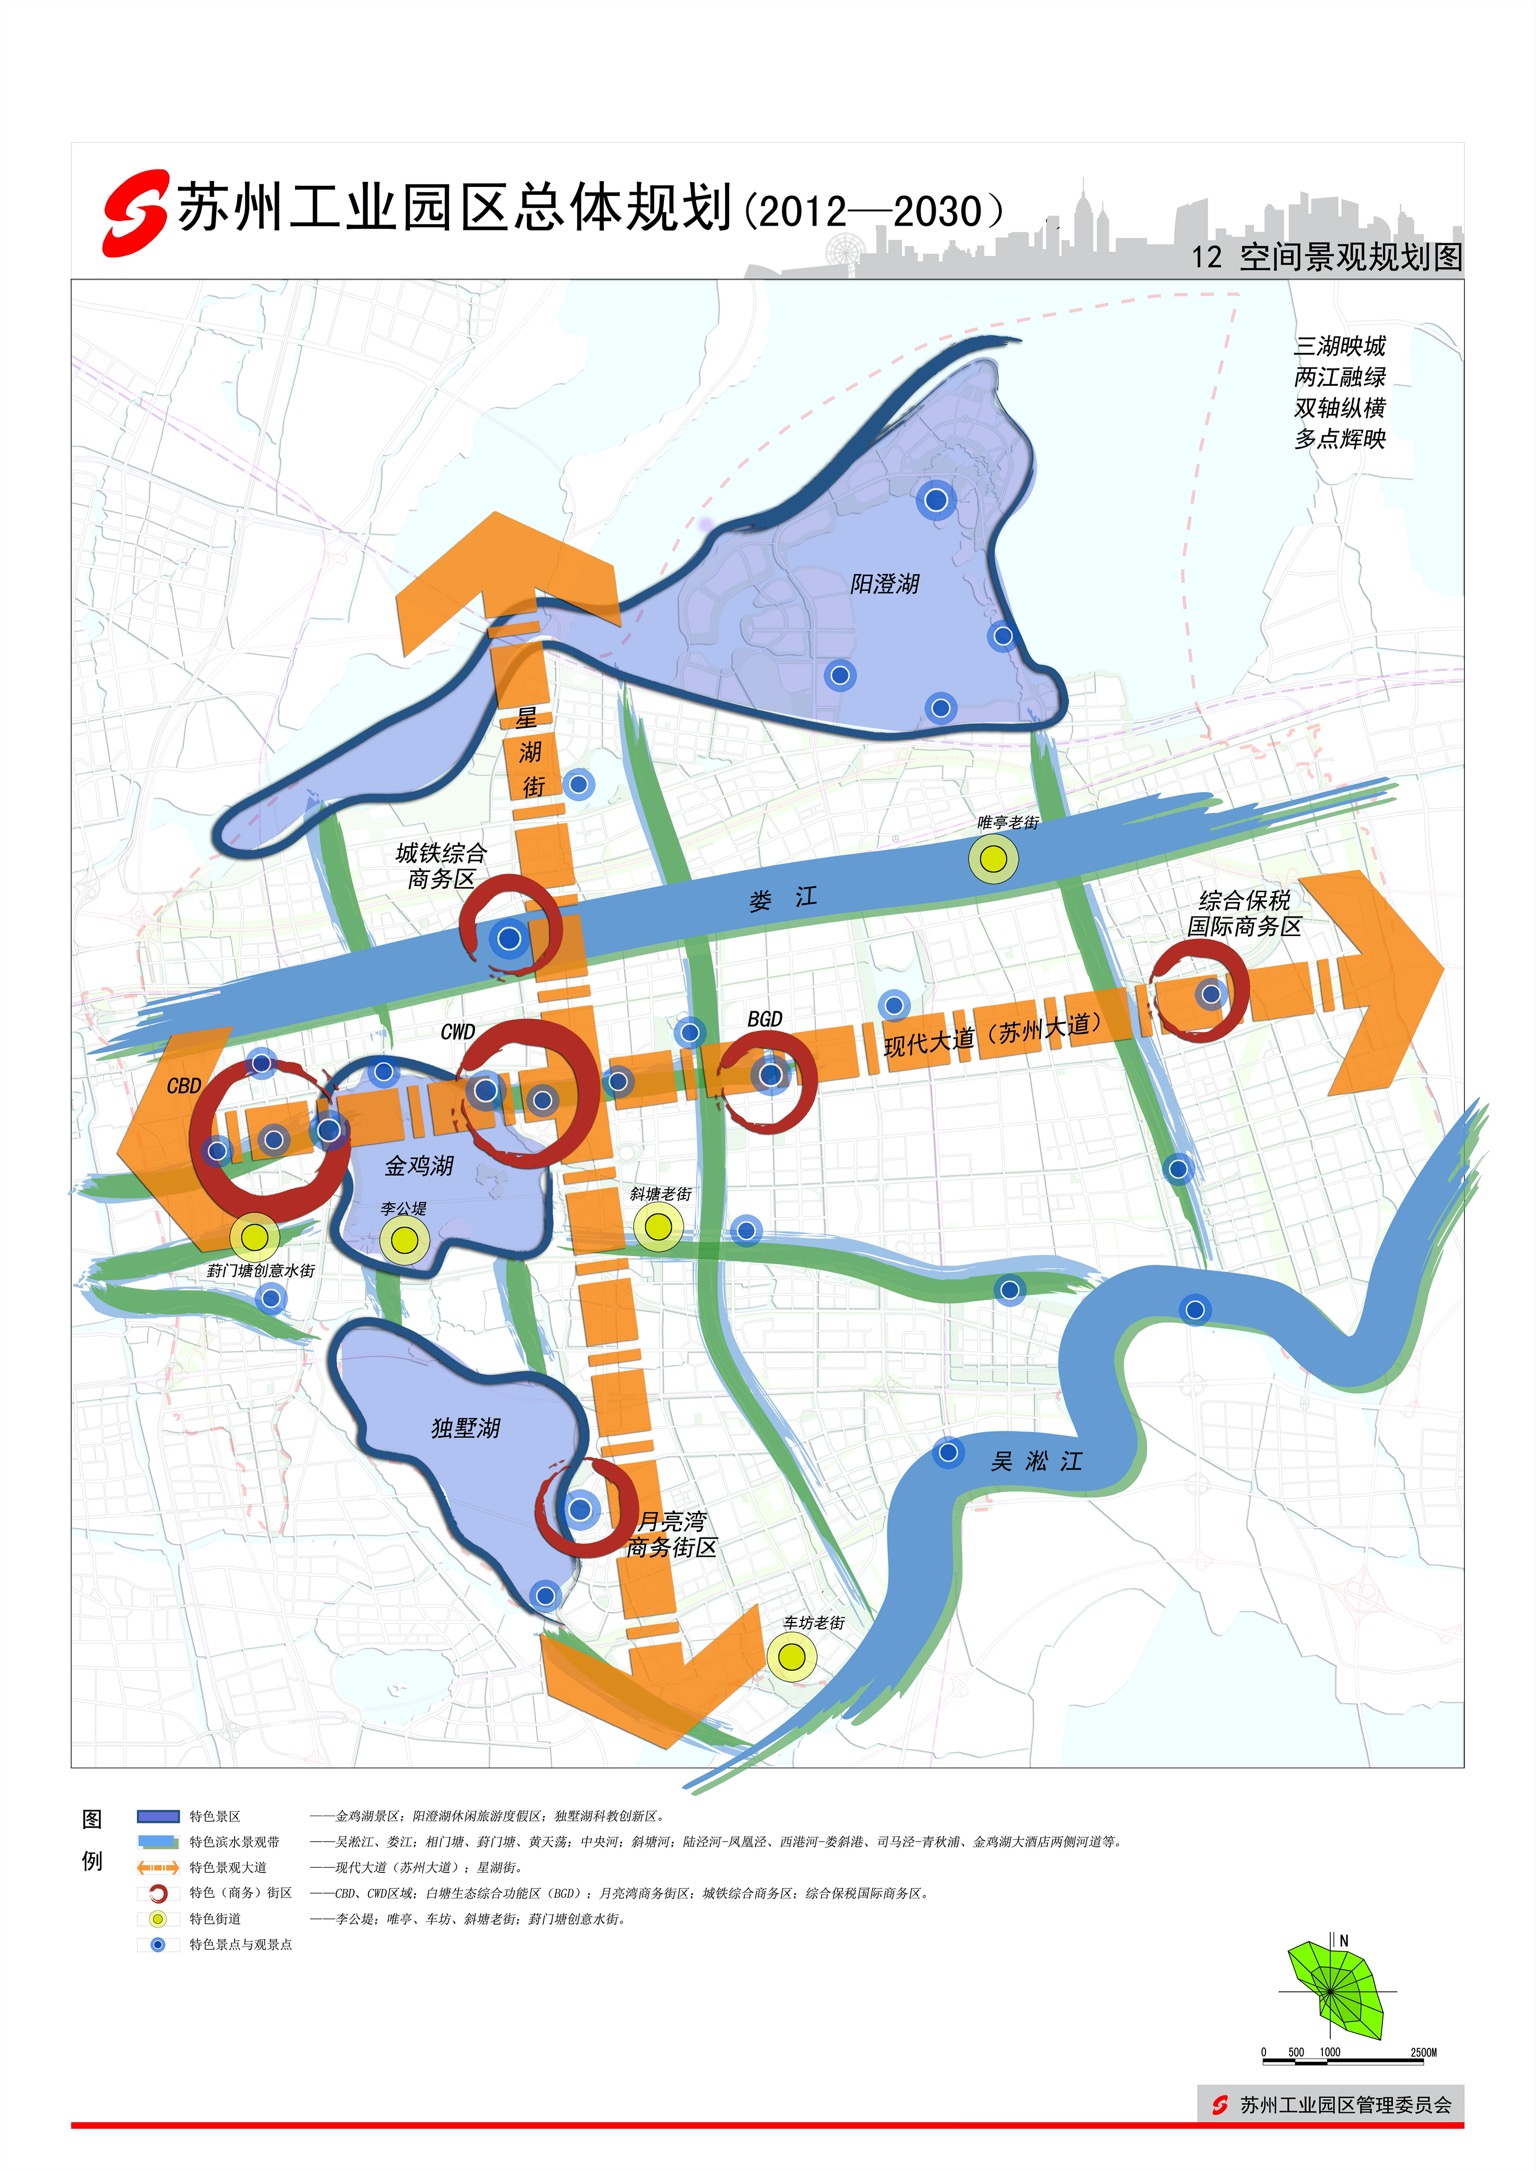 苏州工业园区总体规划(2012—2030)
12 空间景观规划图
三湖映城
两江融绿
双轴纵横
多点辉映
阳澄湖
星
湖
街
唯亭老街
城铁综合
商务区
娄 江
综合保税
国际商务区
CWD
BGD
现代大道（苏州大道）
CBD
金鸡湖
李公堤
斜塘老街
葑门塘创意水街
独墅湖
吴 淞 江
月亮湾
商务街区
车坊老街
图
例
特色景区 ——金鸡湖景区; 阳澄湖休闲旅游度假区; 独墅湖科教创新区。
特色滨水景观带 ——吴淞江、娄江; 相门塘、葑门塘、黄天荡; 中央河; 斜塘河; 陆泾河-凤凰泾、西港河-娄斜港、司马泾-青秋浦、金鸡湖大酒店两侧河道等。
特色景观大道 ——现代大道（苏州大道）; 星湖街。
特色（商务）街区 ——CBD、CWD区域; 白塘生态综合功能区（BGD）; 月亮湾商务街区; 城铁综合商务区; 综合保税国际商务区。
特色街道 ——李公堤; 唯亭、车坊、斜塘老街; 葑门塘创意水街。
特色景点与观景点
N
0 500 1000 2500M
苏州工业园区管理委员会